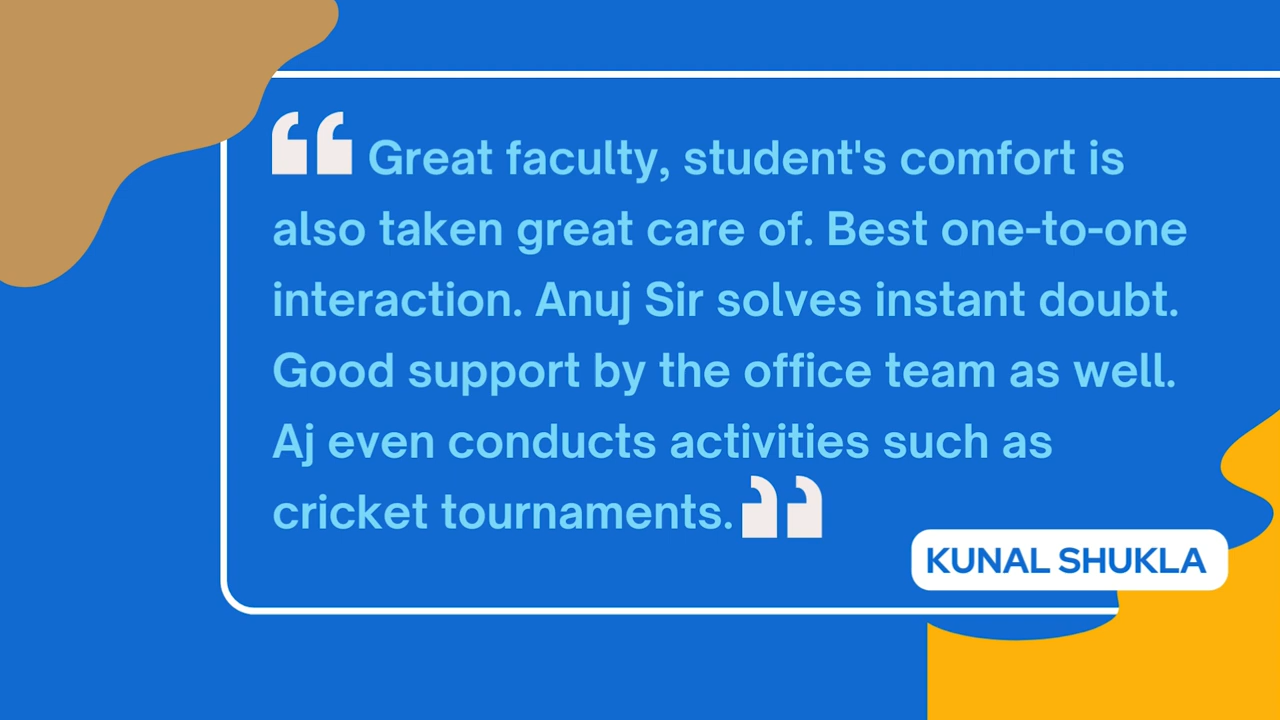 “ Great faculty, student's comfort is
also taken great care of. Best one-to-one
interaction. Anuj Sir solves instant doubt.
Good support by the office team as well.
Aj even conducts activities such as
cricket tournaments. ”
KUNAL SHUKLA